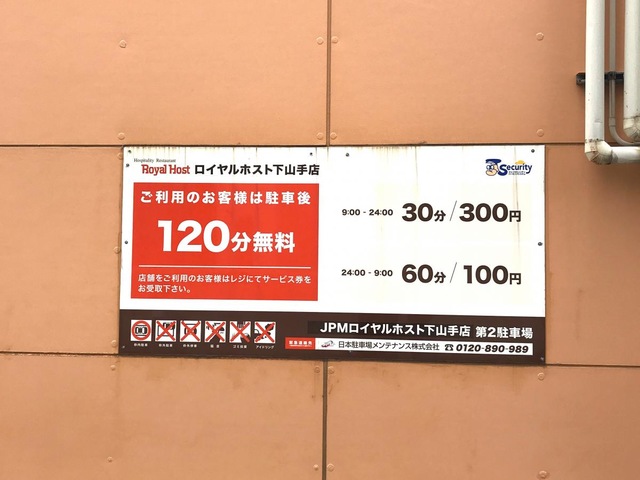 Hospitality Restaurant
Royal Host ロイヤルホスト下山手店
Security
ご利用のお客様は駐車後
120分無料
店舗をご利用のお客様はレジにてサービス券を
お受取下さい。
9:00 - 24:00 30分/300円
24:00 - 9:00 60分/100円
JPMロイヤルホスト下山手店 第2駐車場
アイドリング
日本駐車場メンテナンス株式会社 ☎0120-890-989